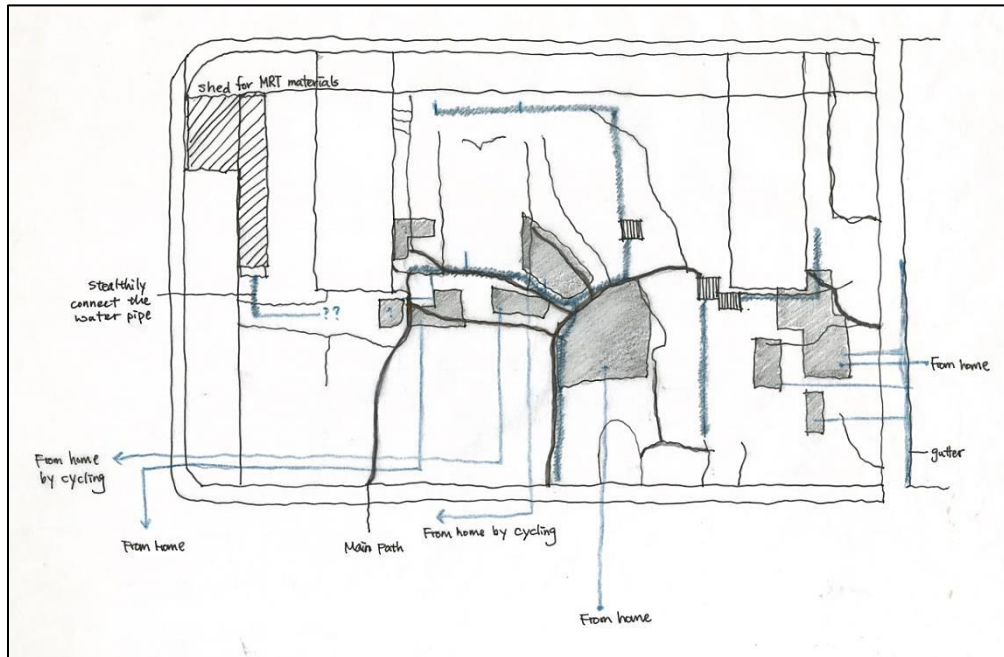 shed for MRT materials
Stealthily
connect the
water pipe
??
?
From home
gutter
From home
by cycling
From home
Main Path
From home by cycling
From home